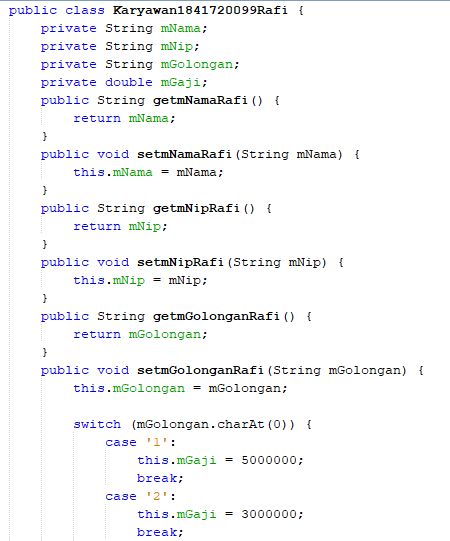 public class Karyawan1841720099Rafi {
    private String mNama;
    private String mNip;
    private String mGolongan;
    private double mGaji;
    public String getmNamaRafi() {
        return mNama;
    }
    public void setmNamaRafi(String mNama) {
        this.mNama = mNama;
    }
    public String getmNipRafi() {
        return mNip;
    }
    public void setmNipRafi(String mNip) {
        this.mNip = mNip;
    }
    public String getmGolonganRafi() {
        return mGolongan;
    }
    public void setmGolonganRafi(String mGolongan) {
        this.mGolongan = mGolongan;

        switch (mGolongan.charAt(0)) {
            case '1':
                this.mGaji = 5000000;
                break;
            case '2':
                this.mGaji = 3000000;
                break;